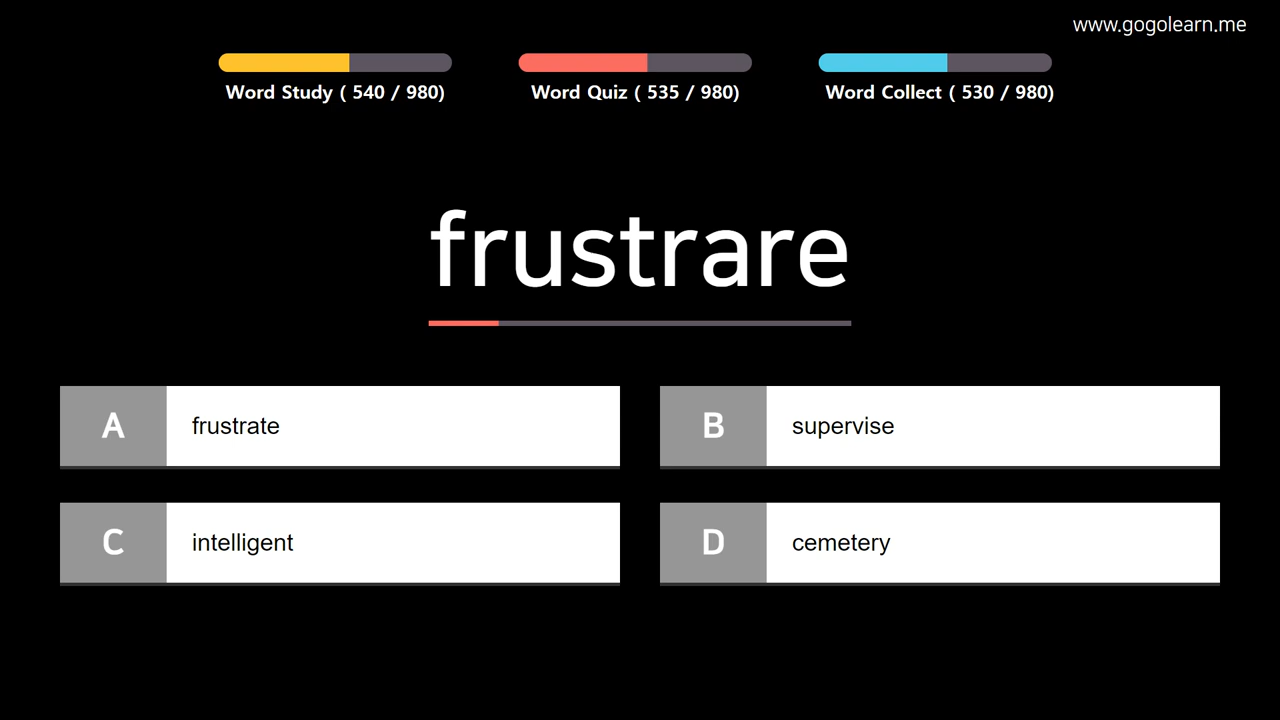 www.gogolearn.me
Word Study ( 540 / 980)
Word Quiz ( 535 / 980)
Word Collect ( 530 / 980)
frustrare
A frustrate
B supervise
C intelligent
D cemetery